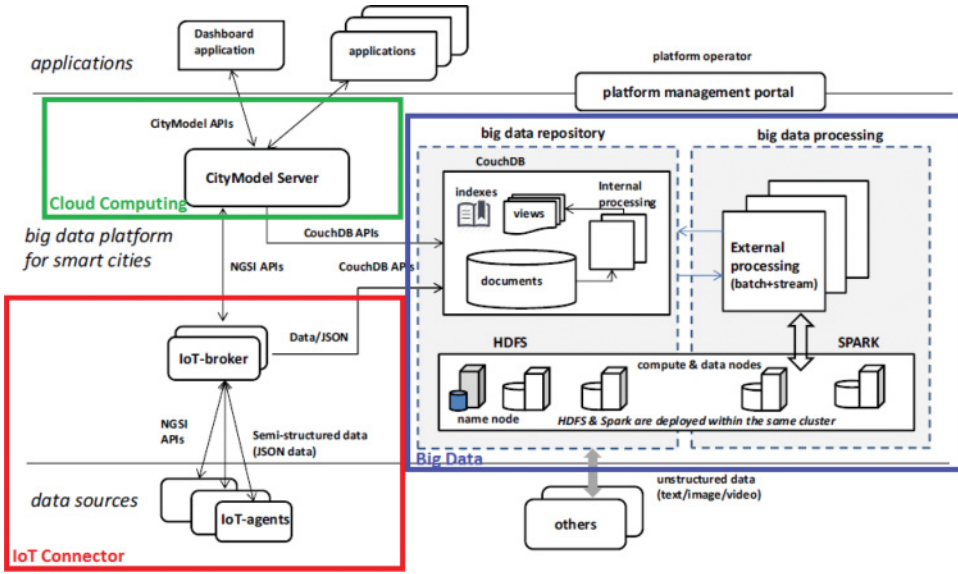 Dashboard
application
applications
applications
platform operator
platform management portal
CityModel APIs
big data repository
big data processing
CouchDB
CityModel Server
Cloud Computing
indexes
views
Internal
processing
big data platform
for smart cities
CouchDB APIs
NGSI APIs
CouchDB APIs
documents
External
processing
(batch+stream)
Data/JSON
IoT-broker
HDFS
SPARK
compute & data nodes
name node
HDFS & Spark are deployed within the same cluster
NGSI
APIs
Semi-structured data
(JSON data)
Big Data
data sources
IoT-agents
unstructured data
(text/image/video)
others
IoT Connector